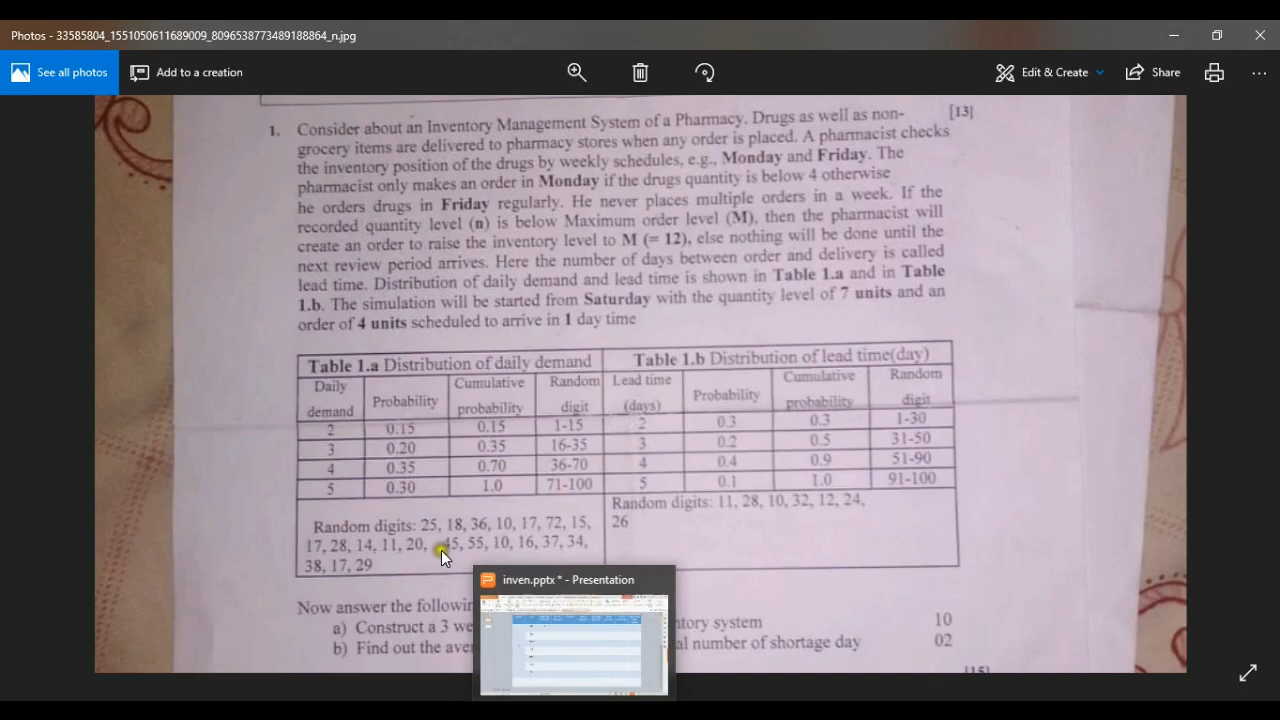 Photos - 33585804_1551050611689009_8096538773489188864_n.jpg
See all photos
Add to a creation
Edit & Create
Share
1. Consider about an Inventory Management System of a Pharmacy. Drugs as well as non- [13]
grocery items are delivered to pharmacy stores when any order is placed. A pharmacist checks
the inventory position of the drugs by weekly schedules, e.g., Monday and Friday. The
pharmacist only makes an order in Monday if the drugs quantity is below 4 otherwise
he orders drugs in Friday regularly. He never places multiple orders in a week. If the
recorded quantity level (n) is below Maximum order level (M), then the pharmacist will
create an order to raise the inventory level to M (= 12), else nothing will be done until the
next review period arrives. Here the number of days between order and delivery is called
lead time. Distribution of daily demand and lead time is shown in Table 1.a and in Table
1.b. The simulation will be started from Saturday with the quantity level of 7 units and an
order of 4 units scheduled to arrive in 1 day time
Table 1.a Distribution of daily demand Table 1.b Distribution of lead time(day)
Daily demand Probability Cumulative probability Random digit Lead time (days) Probability Cumulative probability Random digit
2 0.15 0.15 1-15 2 0.3 0.3 1-30
3 0.20 0.35 16-35 3 0.2 0.5 31-50
4 0.35 0.70 36-70 4 0.4 0.9 51-90
5 0.30 1.0 71-100 5 0.1 1.0 91-100
Random digits: 25, 18, 36, 10, 17, 72, 15,
17, 28, 14, 11, 20, 45, 55, 10, 16, 37, 34,
38, 17, 29
Random digits: 11, 28, 10, 32, 12, 24,
26
inven.pptx * - Presentation
Now answer the followin
a) Construct a 3 we tory system 10
b) Find out the aver al number of shortage day 02